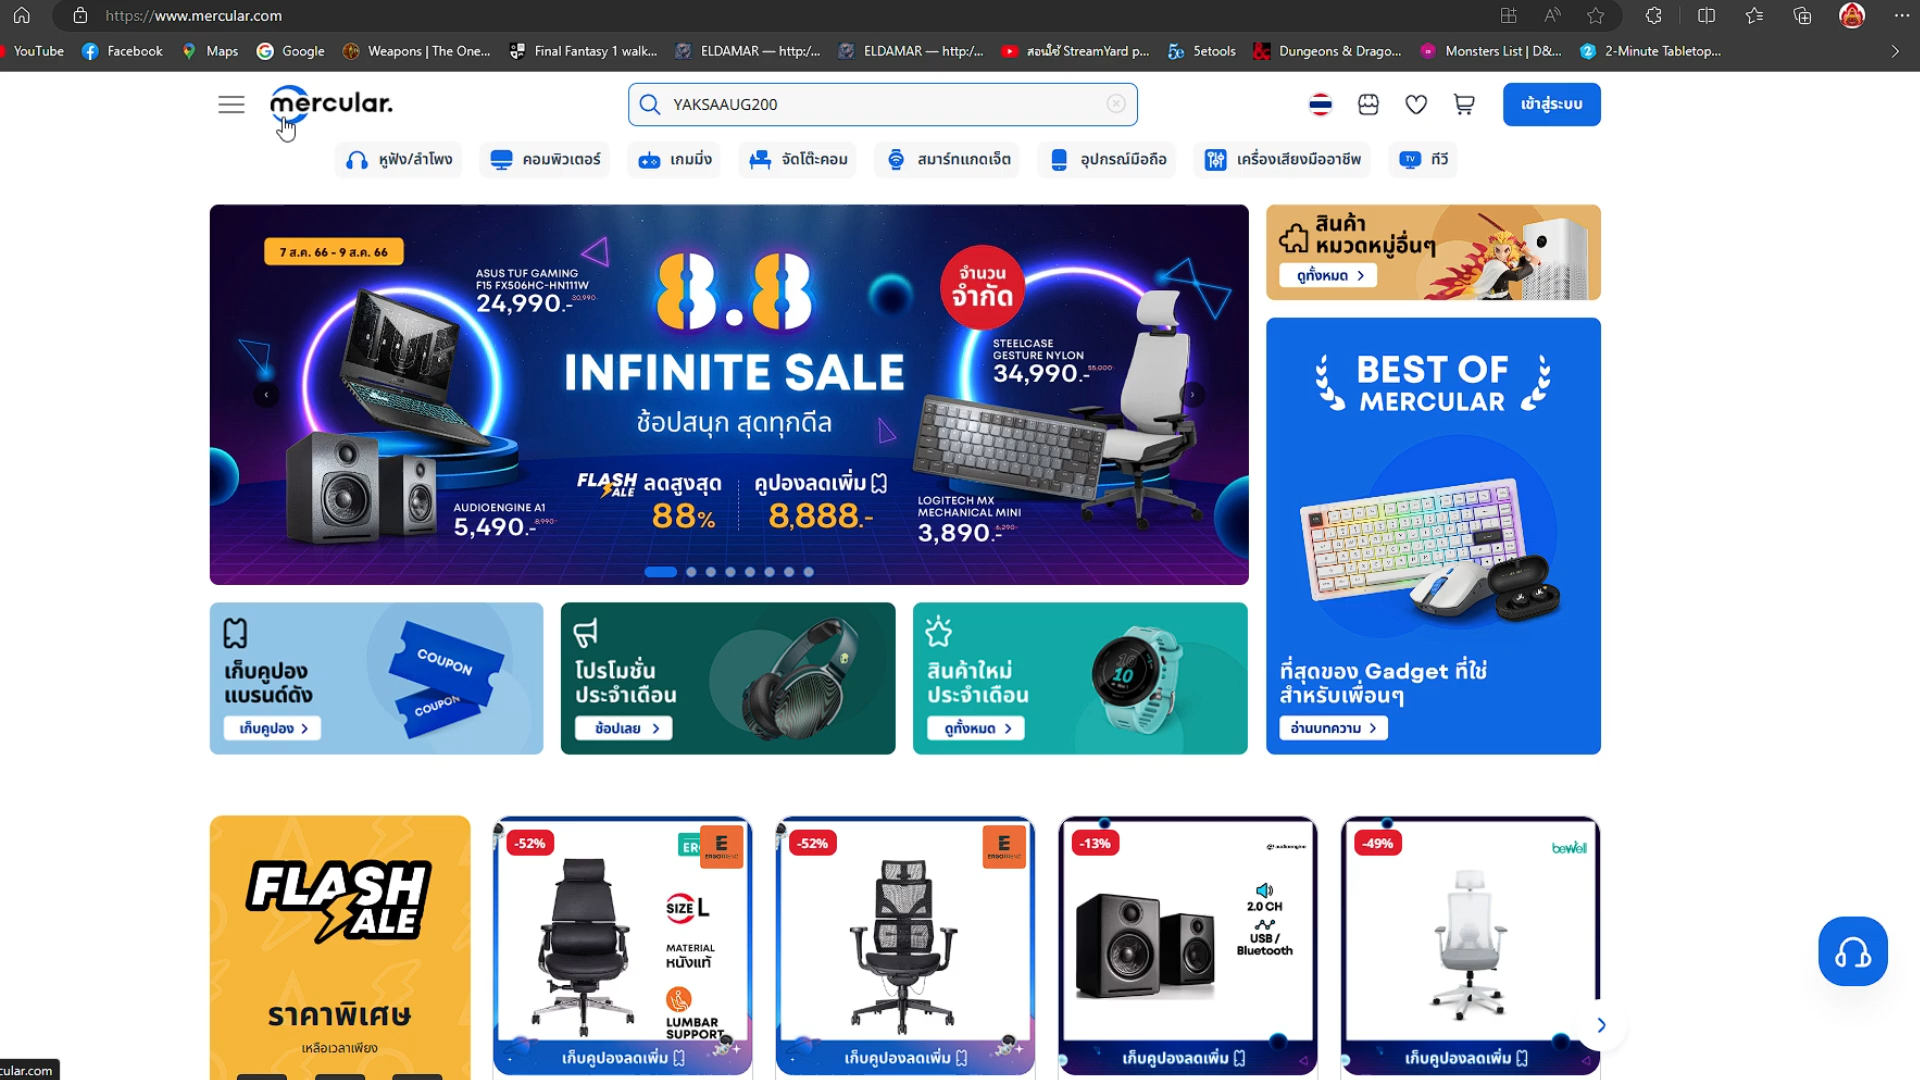 https://www.mercular.com
YouTube
Facebook
Maps
Google
Weapons | The One...
Final Fantasy 1 walk...
ELDAMAR — http:/...
ELDAMAR — http:/...
สอนใช้ StreamYard p...
5etools
Dungeons & Drago...
Monsters List | D&...
2-Minute Tabletop...
mercular.
YAKSAAUG200
เข้าสู่ระบบ
หูฟัง/ลำโพง
คอมพิวเตอร์
เกมมิ่ง
จัดโต๊ะคอม
สมาร์ทแกดเจ็ต
อุปกรณ์มือถือ
เครื่องเสียงมืออาชีพ
TV
ทีวี
7 ส.ค. 66 - 9 ส.ค. 66
ASUS TUF GAMING
F15 FX506HC-HN111W
24,990.-
30,990.-
8.8
INFINITE SALE
ช้อปสนุก สุดทุกดีล
จำนวน
จำกัด
STEELCASE
GESTURE NYLON
34,990.-
55,000.-
AUDIOENGINE A1
5,490.-
8,990.-
FLASH SALE ลดสูงสุด
88%
คูปองลดเพิ่ม
8,888.-
LOGITECH MX
MECHANICAL MINI
3,890.-
6,290.-
สินค้า
หมวดหมู่อื่นๆ
ดูทั้งหมด
BEST OF
MERCULAR
ที่สุดของ Gadget ที่ใช่
สำหรับเพื่อนๆ
อ่านบทความ
เก็บคูปอง
แบรนด์ดัง
เก็บคูปอง
COUPON
COUPON
โปรโมชั่น
ประจำเดือน
ช้อปเลย
สินค้าใหม่
ประจำเดือน
ดูทั้งหมด
10
10
FLASH
SALE
ราคาพิเศษ
เหลือเวลาเพียง
-52%
SIZE L
MATERIAL
หนังแท้
LUMBAR
SUPPORT
เก็บคูปองลดเพิ่ม
-52%
เก็บคูปองลดเพิ่ม
-13%
audioengine
2.0 CH
USB /
Bluetooth
เก็บคูปองลดเพิ่ม
-49%
bewell
เก็บคูปองลดเพิ่ม
cular.com